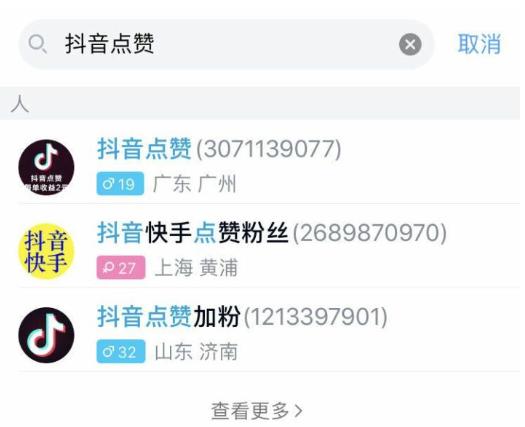 抖音点赞
取消
人
抖音点赞(3071139077)
抖音点赞
每单收益2元
19 广东 广州
抖音快手点赞粉丝(2689870970)
抖音
快手
27 上海 黄浦
抖音点赞加粉(1213397901)
32 山东 济南
查看更多